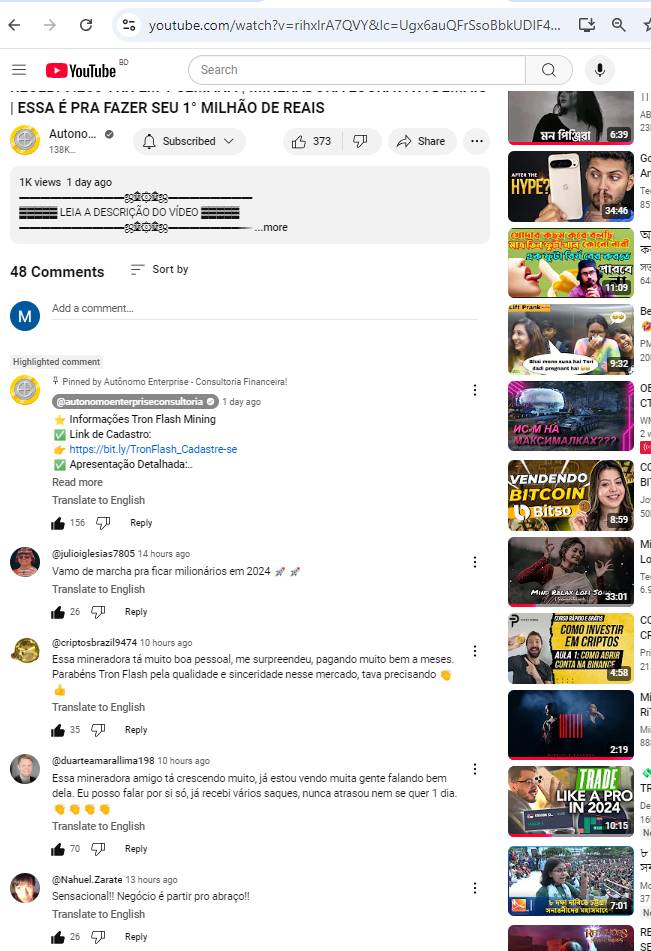 youtube.com/watch?v=rihxlrA7QVY&lc=Ugx6auQFrSsoBbkUDIF4...
YouTube BD
Search
| ESSA É PRA FAZER SEU 1° MILHÃO DE REAIS
Autono...
138K...
Subscribed
373
Share
1K views 1 day ago
LEIA A DESCRIÇÃO DO VÍDEO
...more
48 Comments
Sort by
M
Add a comment...
Highlighted comment
Pinned by Autônomo Enterprise - Consultoria Financeira!
@autonomoenterpriseconsultoria 1 day ago
⭐ Informações Tron Flash Mining
✅ Link de Cadastro:
👉 https://bit.ly/TronFlash_Cadastre-se
✅ Apresentação Detalhada:..
Read more
Translate to English
156
Reply
@julioiglesias7805 14 hours ago
Vamo de marcha pra ficar milionários em 2024 🚀 🚀
Translate to English
26
Reply
@criptosbrazil9474 10 hours ago
Essa mineradora tá muito boa pessoal, me surpreendeu, pagando muito bem a meses.
Parabéns Tron Flash pela qualidade e sinceridade nesse mercado, tava precisando 👏
👍
Translate to English
35
Reply
@duarteamarallima198 10 hours ago
Essa mineradora amigo tá crescendo muito, já estou vendo muita gente falando bem
dela. Eu posso falar por si só, já recebi vários saques, nunca atrasou nem se quer 1 dia.
👏 👏 👏 👏
Translate to English
70
Reply
@Nahuel.Zarate 13 hours ago
Sensacional!! Negócio é partir pro abraço!!
Translate to English
26
Reply
মন পিঞ্জিরা
6:39
AFTER THE
HYPE?
34:46
11:09
Lift Prank
Bhai mene suna hai Teri
dadi pregnant hai
9:32
ИС-М НА
МАКСИМАЛКАХ???
VENDENDO
BITCOIN
Bitso
8:59
MIND RELAX LOFI SONG
33:01
CURSO RÁPIDO E GRÁTIS
COMO INVESTIR
EM CRIPTOS
AULA 1: COMO ABRIR
CONTA NA BINANCE
4:58
2:19
TRADE
LIKE A PRO
IN 2024
10:15
7:01